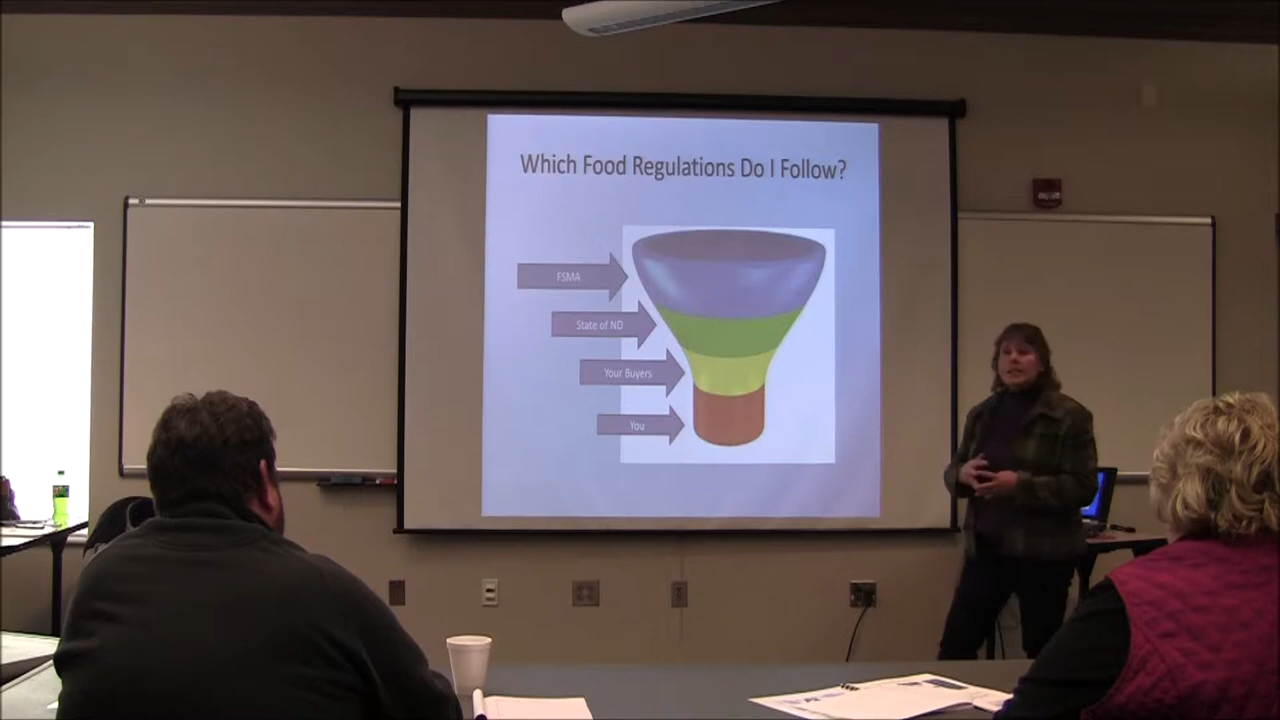 Which Food Regulations Do I Follow?
FSMA
State of ND
Your Buyers
You